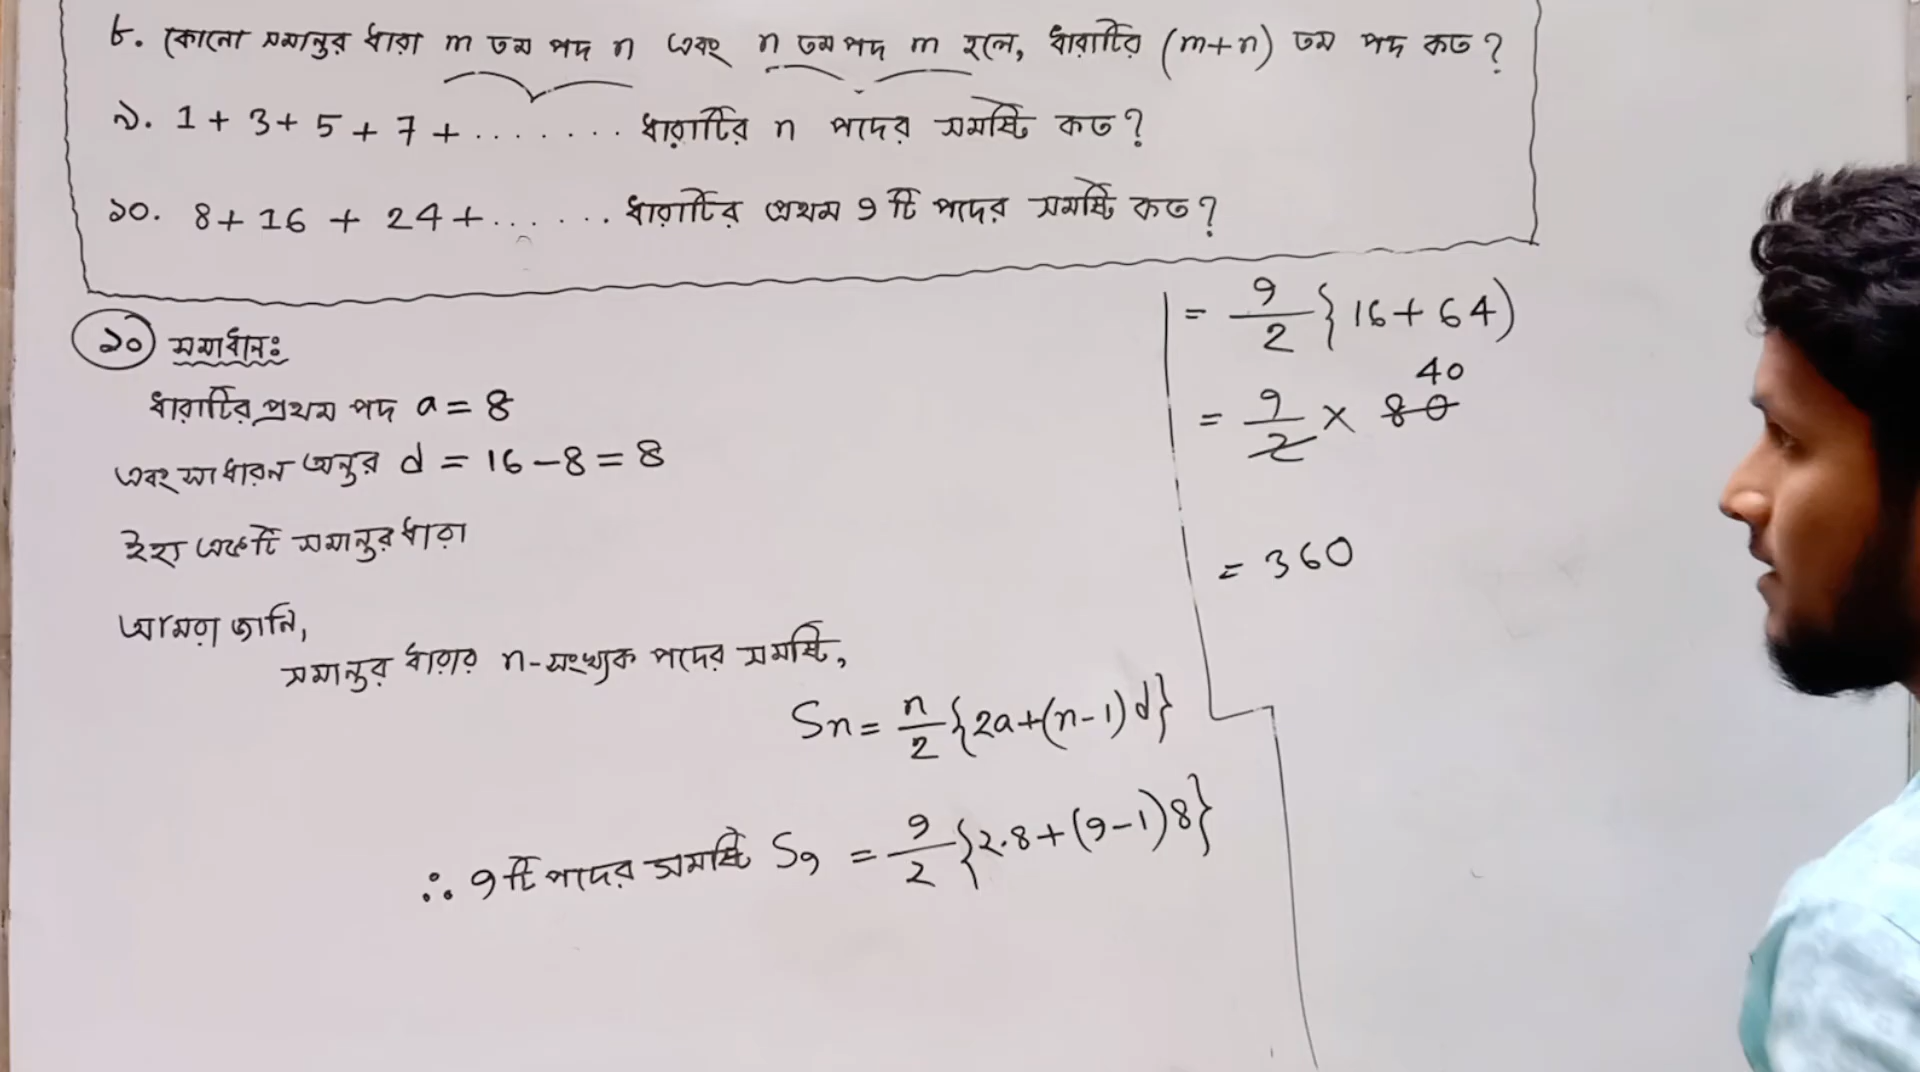 ৮. কোনো সমান্তর ধারা m তম পদ n এবং n তম পদ m হলে, ধারাটির (m+n) তম পদ কত?
৯. 1 + 3 + 5 + 7 + ....... ধারাটির n পদের সমষ্টি কত?
১০. 8 + 16 + 24 + ...... ধারাটির প্রথম 9 টি পদের সমষ্টি কত?
১০ সমাধানঃ
ধারাটির প্রথম পদ a = 8
এবং সাধারন অন্তর d = 16 - 8 = 8
ইহা একটি সমান্তর ধারা
আমরা জানি,
সমান্তর ধারার n-সংখ্যক পদের সমষ্টি,
Sn = n/2 {2a+(n-1)d}
∴ 9 টি পদের সমষ্টি S9 = 9/2 {2.8+(9-1)8}
= 9/2 {16+64)
= 9/2 × 80 40
= 360